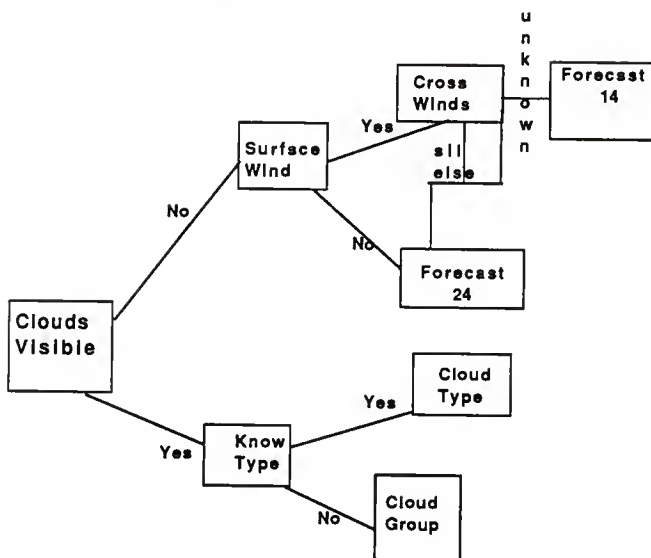 unknown
Cross
Winds
Forecast
14
Yes
Surface
Wind
sll
else
No
No
Forecast
24
Clouds
Visible
Cloud
Type
Yes
Yes
Know
Type
No
Cloud
Group